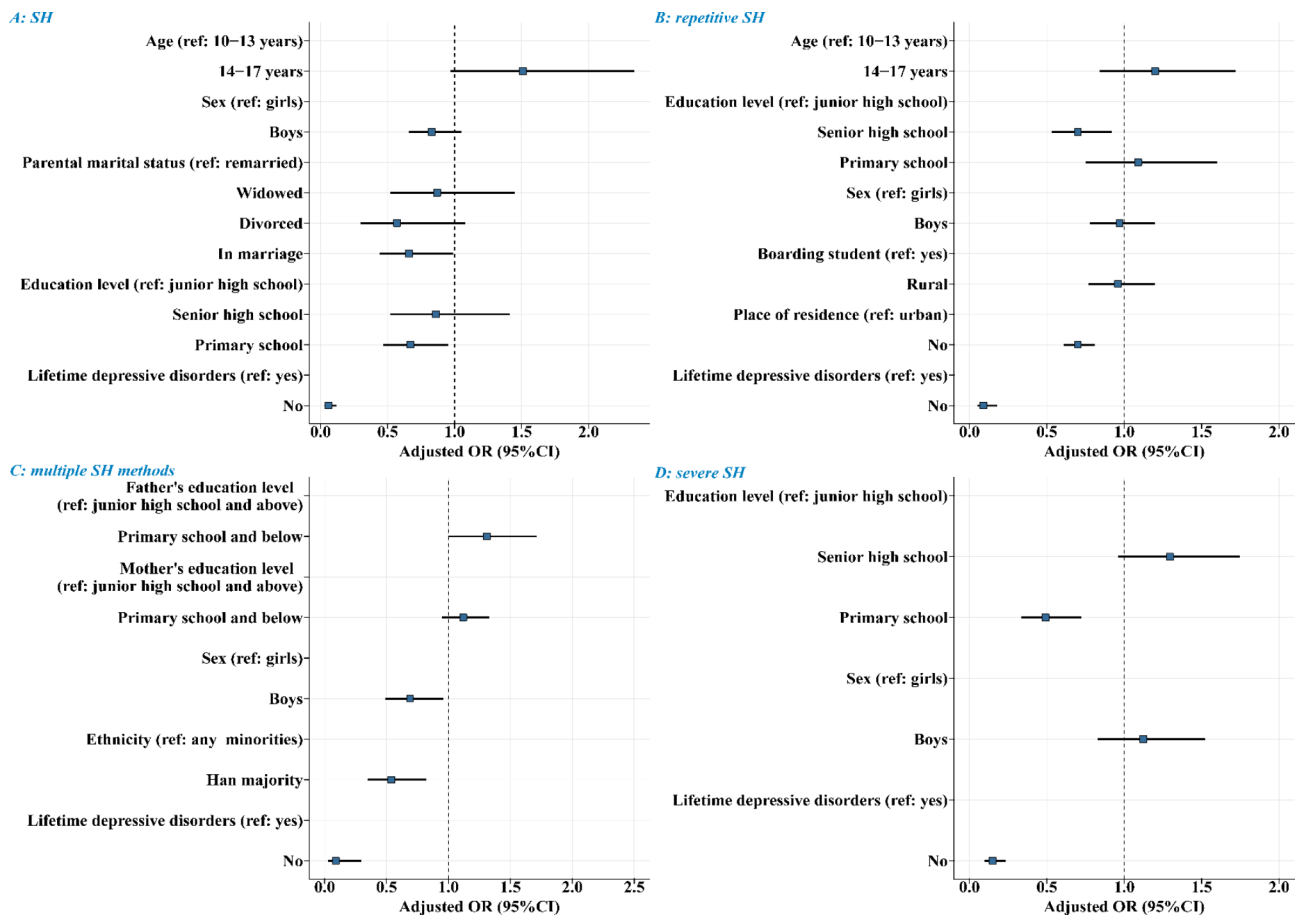 A: SH
Age (ref: 10−13 years)
14−17 years
Sex (ref: girls)
Boys
Parental marital status (ref: remarried)
Widowed
Divorced
In marriage
Education level (ref: junior high school)
Senior high school
Primary school
Lifetime depressive disorders (ref: yes)
No
0.0 0.5 1.0 1.5 2.0
Adjusted OR (95%CI)
B: repetitive SH
Age (ref: 10−13 years)
14−17 years
Education level (ref: junior high school)
Senior high school
Primary school
Sex (ref: girls)
Boys
Boarding student (ref: yes)
Rural
Place of residence (ref: urban)
No
Lifetime depressive disorders (ref: yes)
No
0.0 0.5 1.0 1.5 2.0
Adjusted OR (95%CI)
C: multiple SH methods
Father's education level
(ref: junior high school and above)
Primary school and below
Mother's education level
(ref: junior high school and above)
Primary school and below
Sex (ref: girls)
Boys
Ethnicity (ref: any minorities)
Han majority
Lifetime depressive disorders (ref: yes)
No
0.0 0.5 1.0 1.5 2.0 2.5
Adjusted OR (95%CI)
D: severe SH
Education level (ref: junior high school)
Senior high school
Primary school
Sex (ref: girls)
Boys
Lifetime depressive disorders (ref: yes)
No
0.0 0.5 1.0 1.5 2.0
Adjusted OR (95%CI)